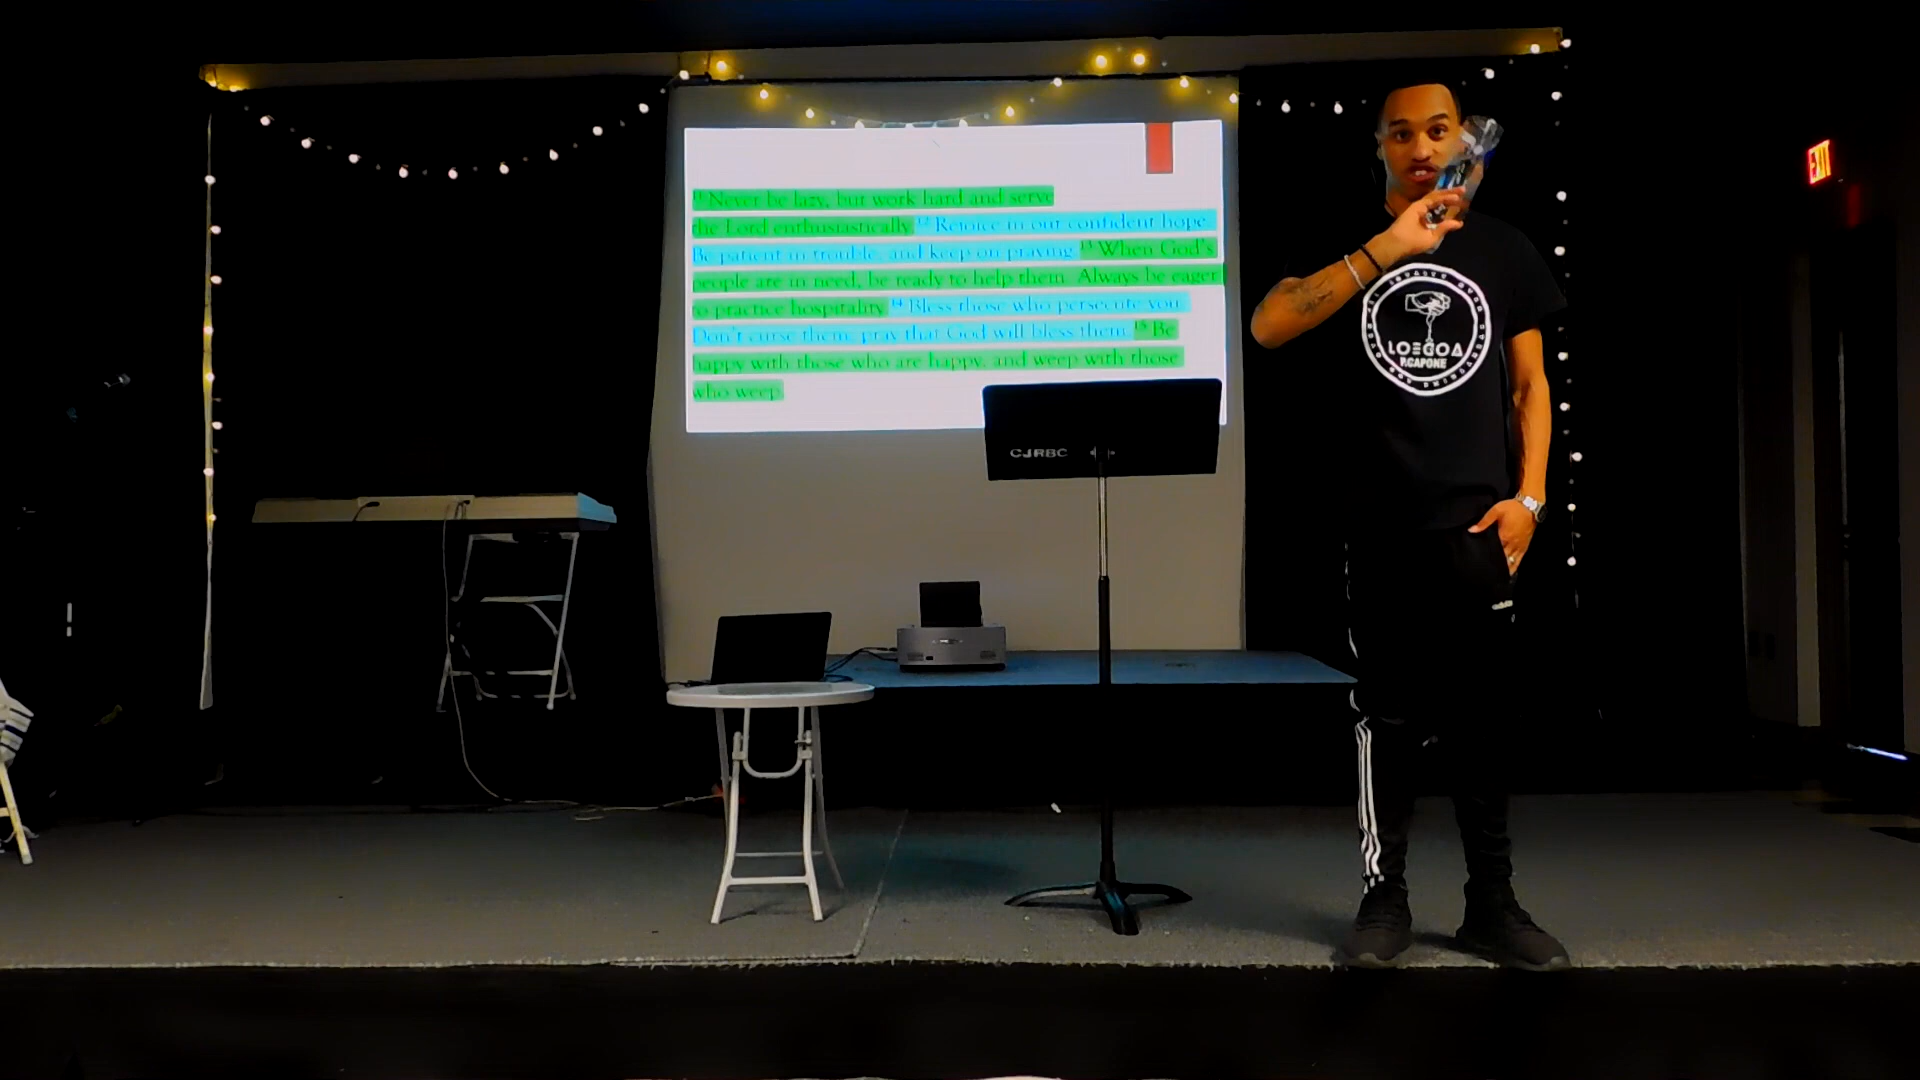 ¹¹ Never be lazy, but work hard and serve
the Lord enthusiastically. ¹² Rejoice in our confident hope.
Be patient in trouble, and keep on praying. ¹³ When God's
people are in need, be ready to help them. Always be eager
to practice hospitality. ¹⁴ Bless those who persecute you.
Don't curse them; pray that God will bless them. ¹⁵ Be
happy with those who are happy, and weep with those
who weep.
CJRBC
LOEGOA
P.CAPONE
EXIT